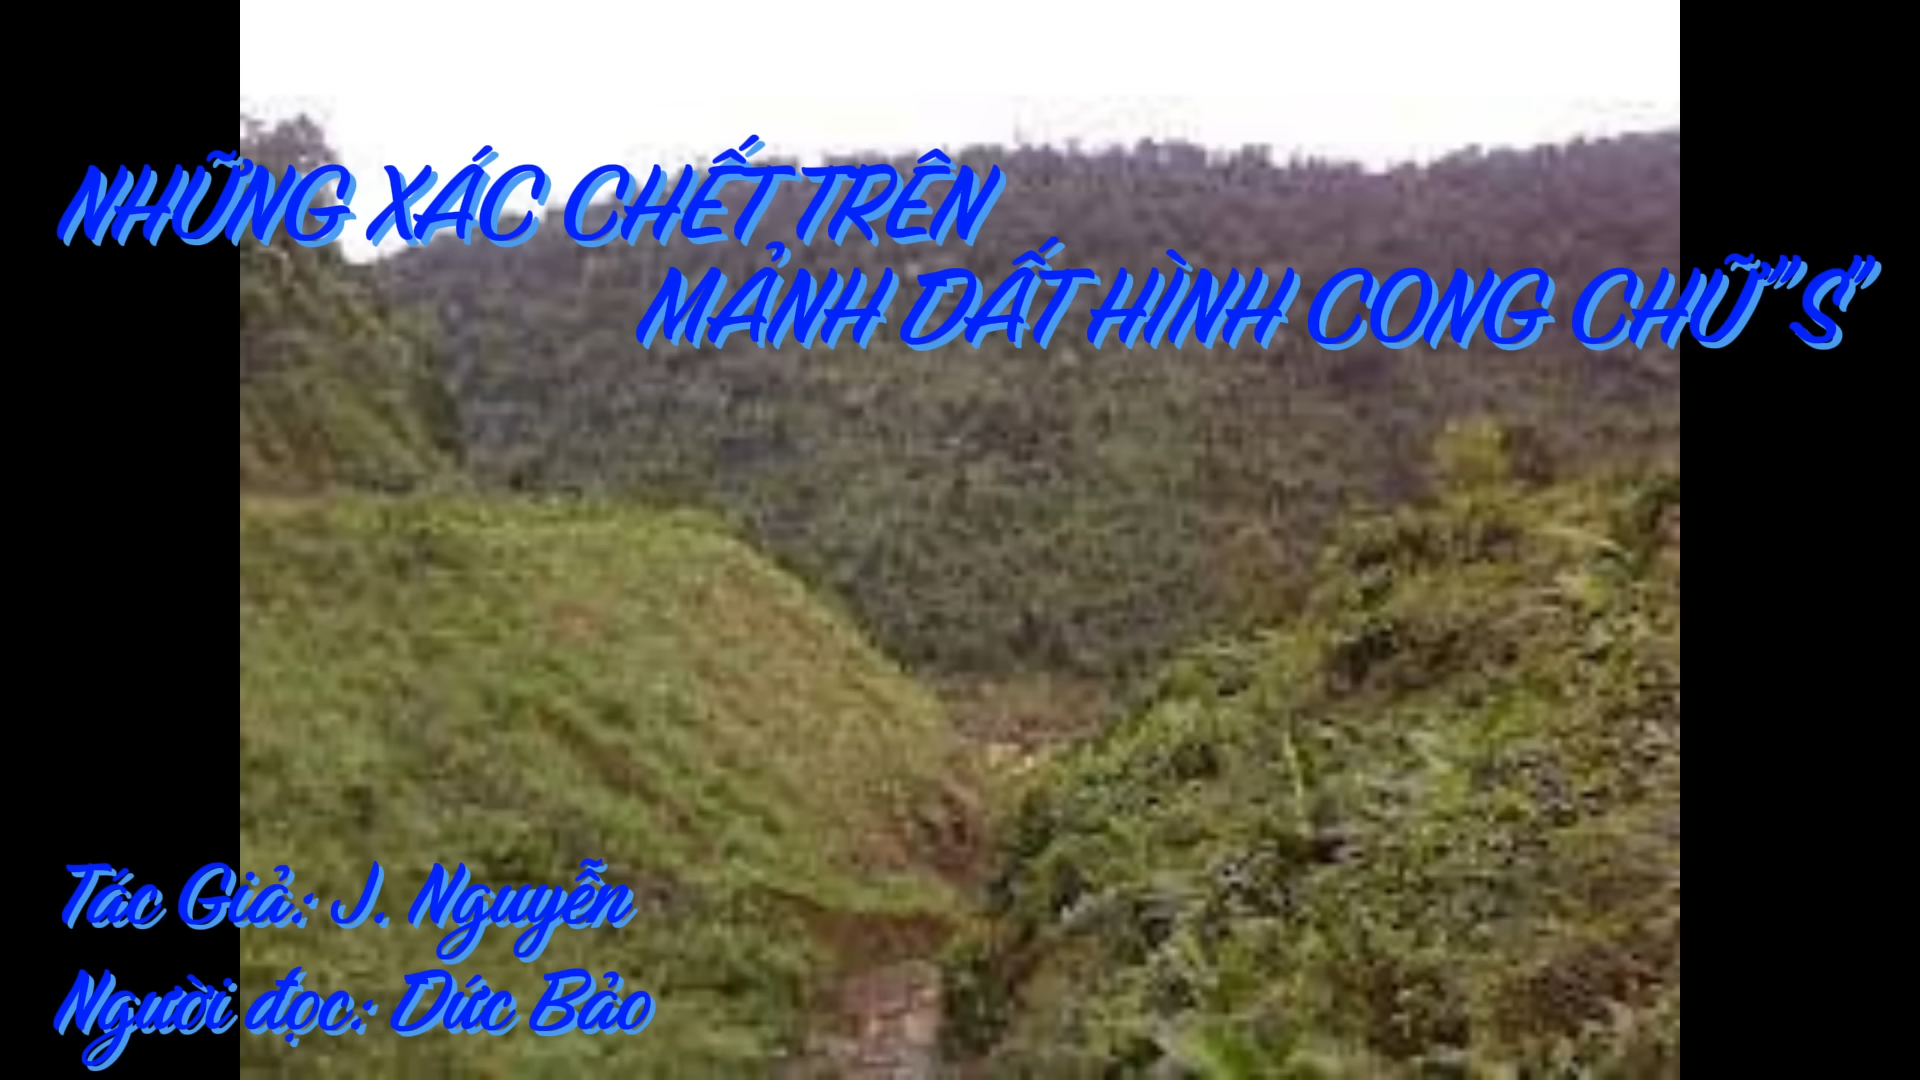 NHỮNG XÁC CHẾT TRÊN
MẢNH ĐẤT HÌNH CONG CHỮ "S"
Tác Giả: J. Nguyễn
Người đọc: Đức Bảo